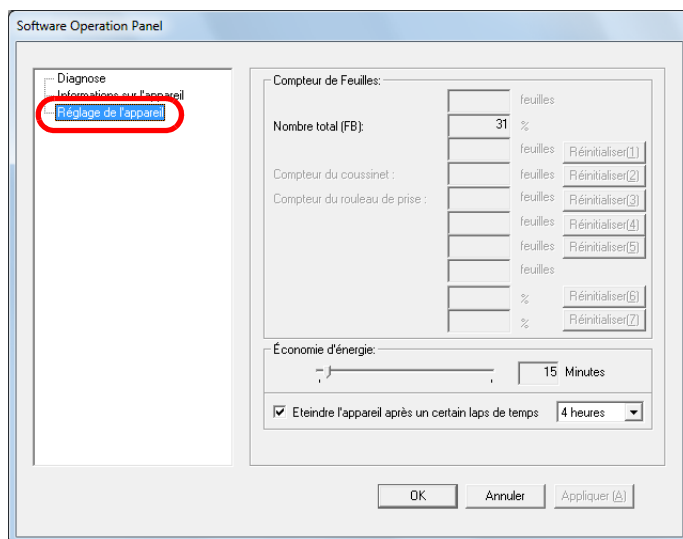 Software Operation Panel
Diagnose
Informations sur l'appareil
Réglage de l'appareil
Compteur de Feuilles:
feuilles
Nombre total (FB): 31 %
feuilles Réinitialiser(1)
Compteur du coussinet : feuilles Réinitialiser(2)
Compteur du rouleau de prise : feuilles Réinitialiser(3)
feuilles Réinitialiser(4)
feuilles Réinitialiser(5)
feuilles
% Réinitialiser(6)
% Réinitialiser(7)
Économie d'énergie:
15 Minutes
Eteindre l'appareil après un certain laps de temps 4 heures
OK Annuler Appliquer (A)